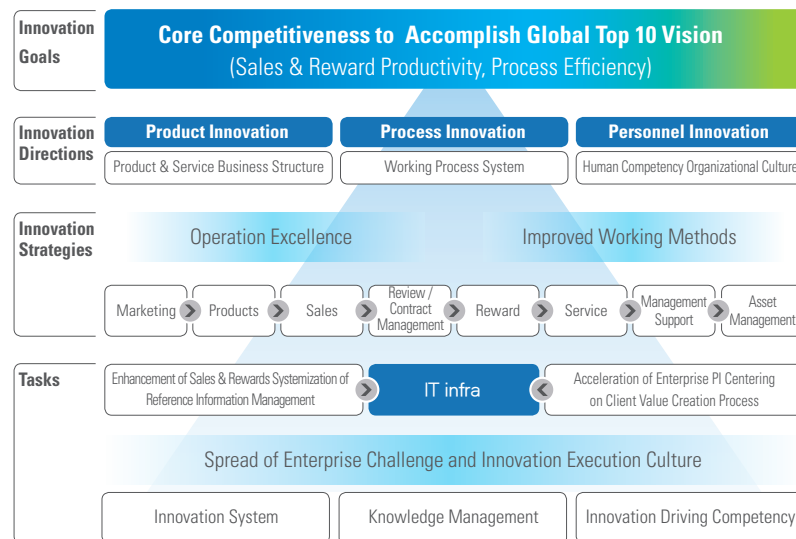 Innovation
Goals
Core Competitiveness to Accomplish Global Top 10 Vision
(Sales & Reward Productivity, Process Efficiency)
Innovation
Directions
Product Innovation
Process Innovation
Personnel Innovation
Product & Service Business Structure
Working Process System
Human Competency Organizational Culture
Innovation
Strategies
Operation Excellence
Improved Working Methods
Marketing
Products
Sales
Review /
Contract
Management
Reward
Service
Management
Support
Asset
Management
Tasks
Enhancement of Sales & Rewards Systemization of
Reference Information Management
IT infra
Acceleration of Enterprise PI Centering
on Client Value Creation Process
Spread of Enterprise Challenge and Innovation Execution Culture
Innovation System
Knowledge Management
Innovation Driving Competency